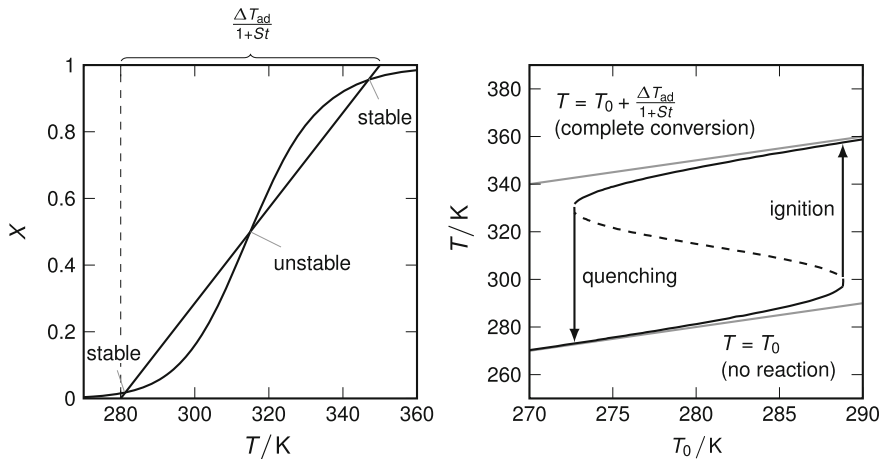 ΔT_ad
1+St
1
0.8
0.6
0.4
0.2
0
X
stable
unstable
stable
280 300 320 340 360
T / K
380
360
340
320
300
280
260
T / K
T = T_0 + ΔT_ad/1+St
(complete conversion)
ignition
quenching
T = T_0
(no reaction)
270 275 280 285 290
T_0 / K